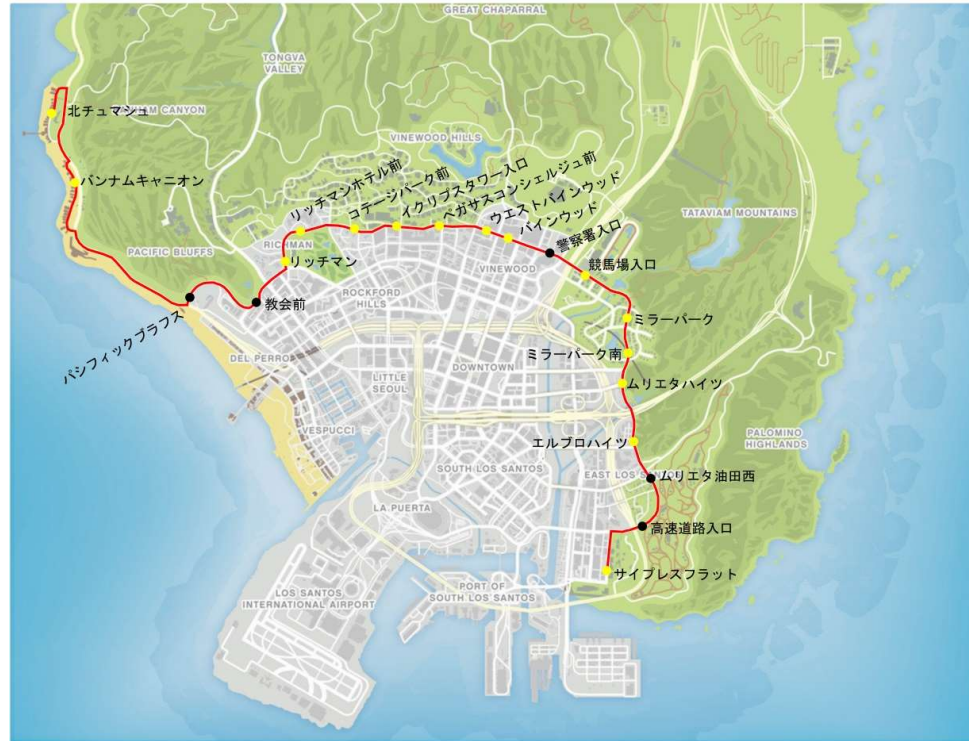 GREAT CHAPARRAL
TONGVA
VALLEY
北チュマシュ
CANYON
VINEWOOD HILLS
バンナムキャニオン
リッチマンホテル前
コテージパーク前
イクリプスタワー入口
ペガサスコンシェルジュ前
ウエストバインウッド
バインウッド
警察署入口
TATAVIAM MOUNTAINS
PACIFIC BLUFFS
RICHMAN
リッチマン
VINEWOOD
競馬場入口
ROCKFORD
HILLS
教会前
パシフィックブラフス
ミラーパーク
DEL PERRO
ミラーパーク南
LITTLE
SEOUL
DOWNTOWN
ムリエタハイツ
VESPUCCI
エルブロハイツ
PALOMINO
HIGHLANDS
SOUTH LOS SANTOS
EAST LOS
ムリエタ油田西
LA PUERTA
高速道路入口
サイプレスフラット
LOS SANTOS
INTERNATIONAL AIRPORT
PORT OF
SOUTH LOS SANTOS